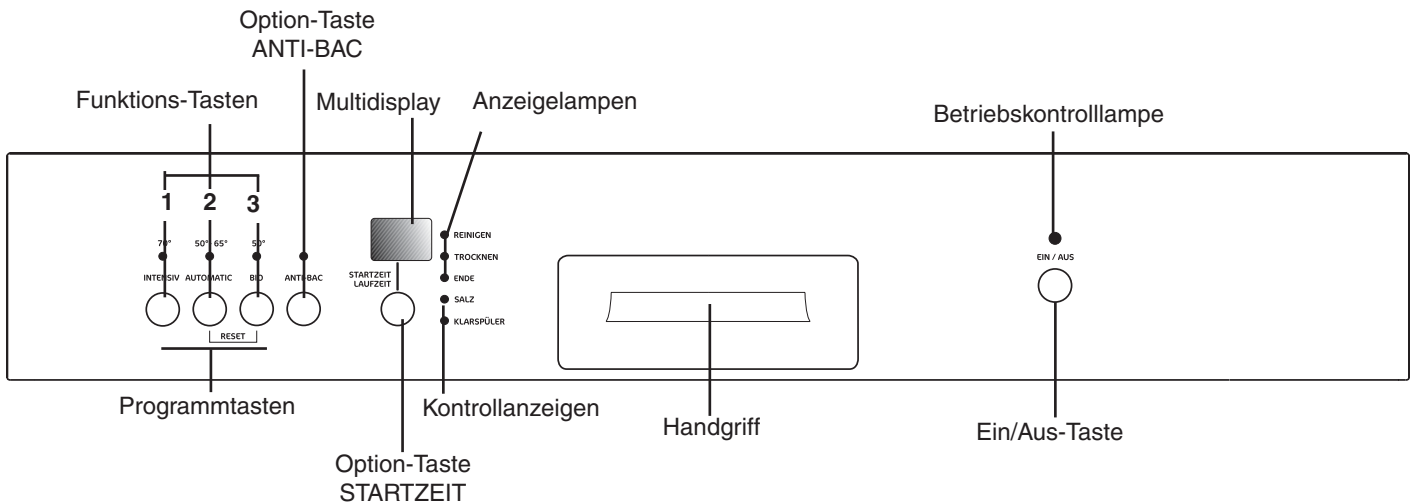 Option-Taste
ANTI-BAC
Funktions-Tasten
Multidisplay
Anzeigelampen
Betriebskontrolllampe
1 2 3
70° 50°- 65° 50°
INTENSIV AUTOMATIC BIO ANTI-BAC
RESET
STARTZEIT
LAUFZEIT
REINIGEN
TROCKNEN
ENDE
SALZ
KLARSPÜLER
EIN / AUS
Programmtasten
Kontrollanzeigen
Handgriff
Ein/Aus-Taste
Option-Taste
STARTZEIT